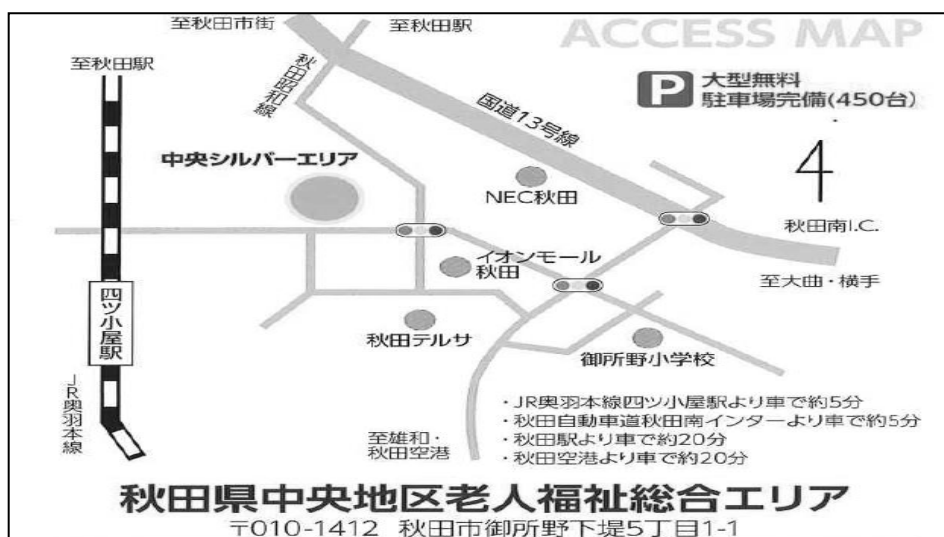 至秋田市街
至秋田駅
ACCESS MAP
至秋田駅
P 大型無料
駐車場完備(450台)
秋田昭和線
国道13号線
中央シルバーエリア
NEC秋田
4
秋田南I.C.
イオンモール
秋田
至大曲・横手
四ツ小屋駅
秋田テルサ
御所野小学校
JR奥羽本線
・JR奥羽本線四ツ小屋駅より車で約5分
・秋田自動車道秋田南インターより車で約5分
・秋田駅より車で約20分
・秋田空港より車で約20分
至雄和・
秋田空港
秋田県中央地区老人福祉総合エリア
〒010-1412 秋田市御所野下堤5丁目1-1